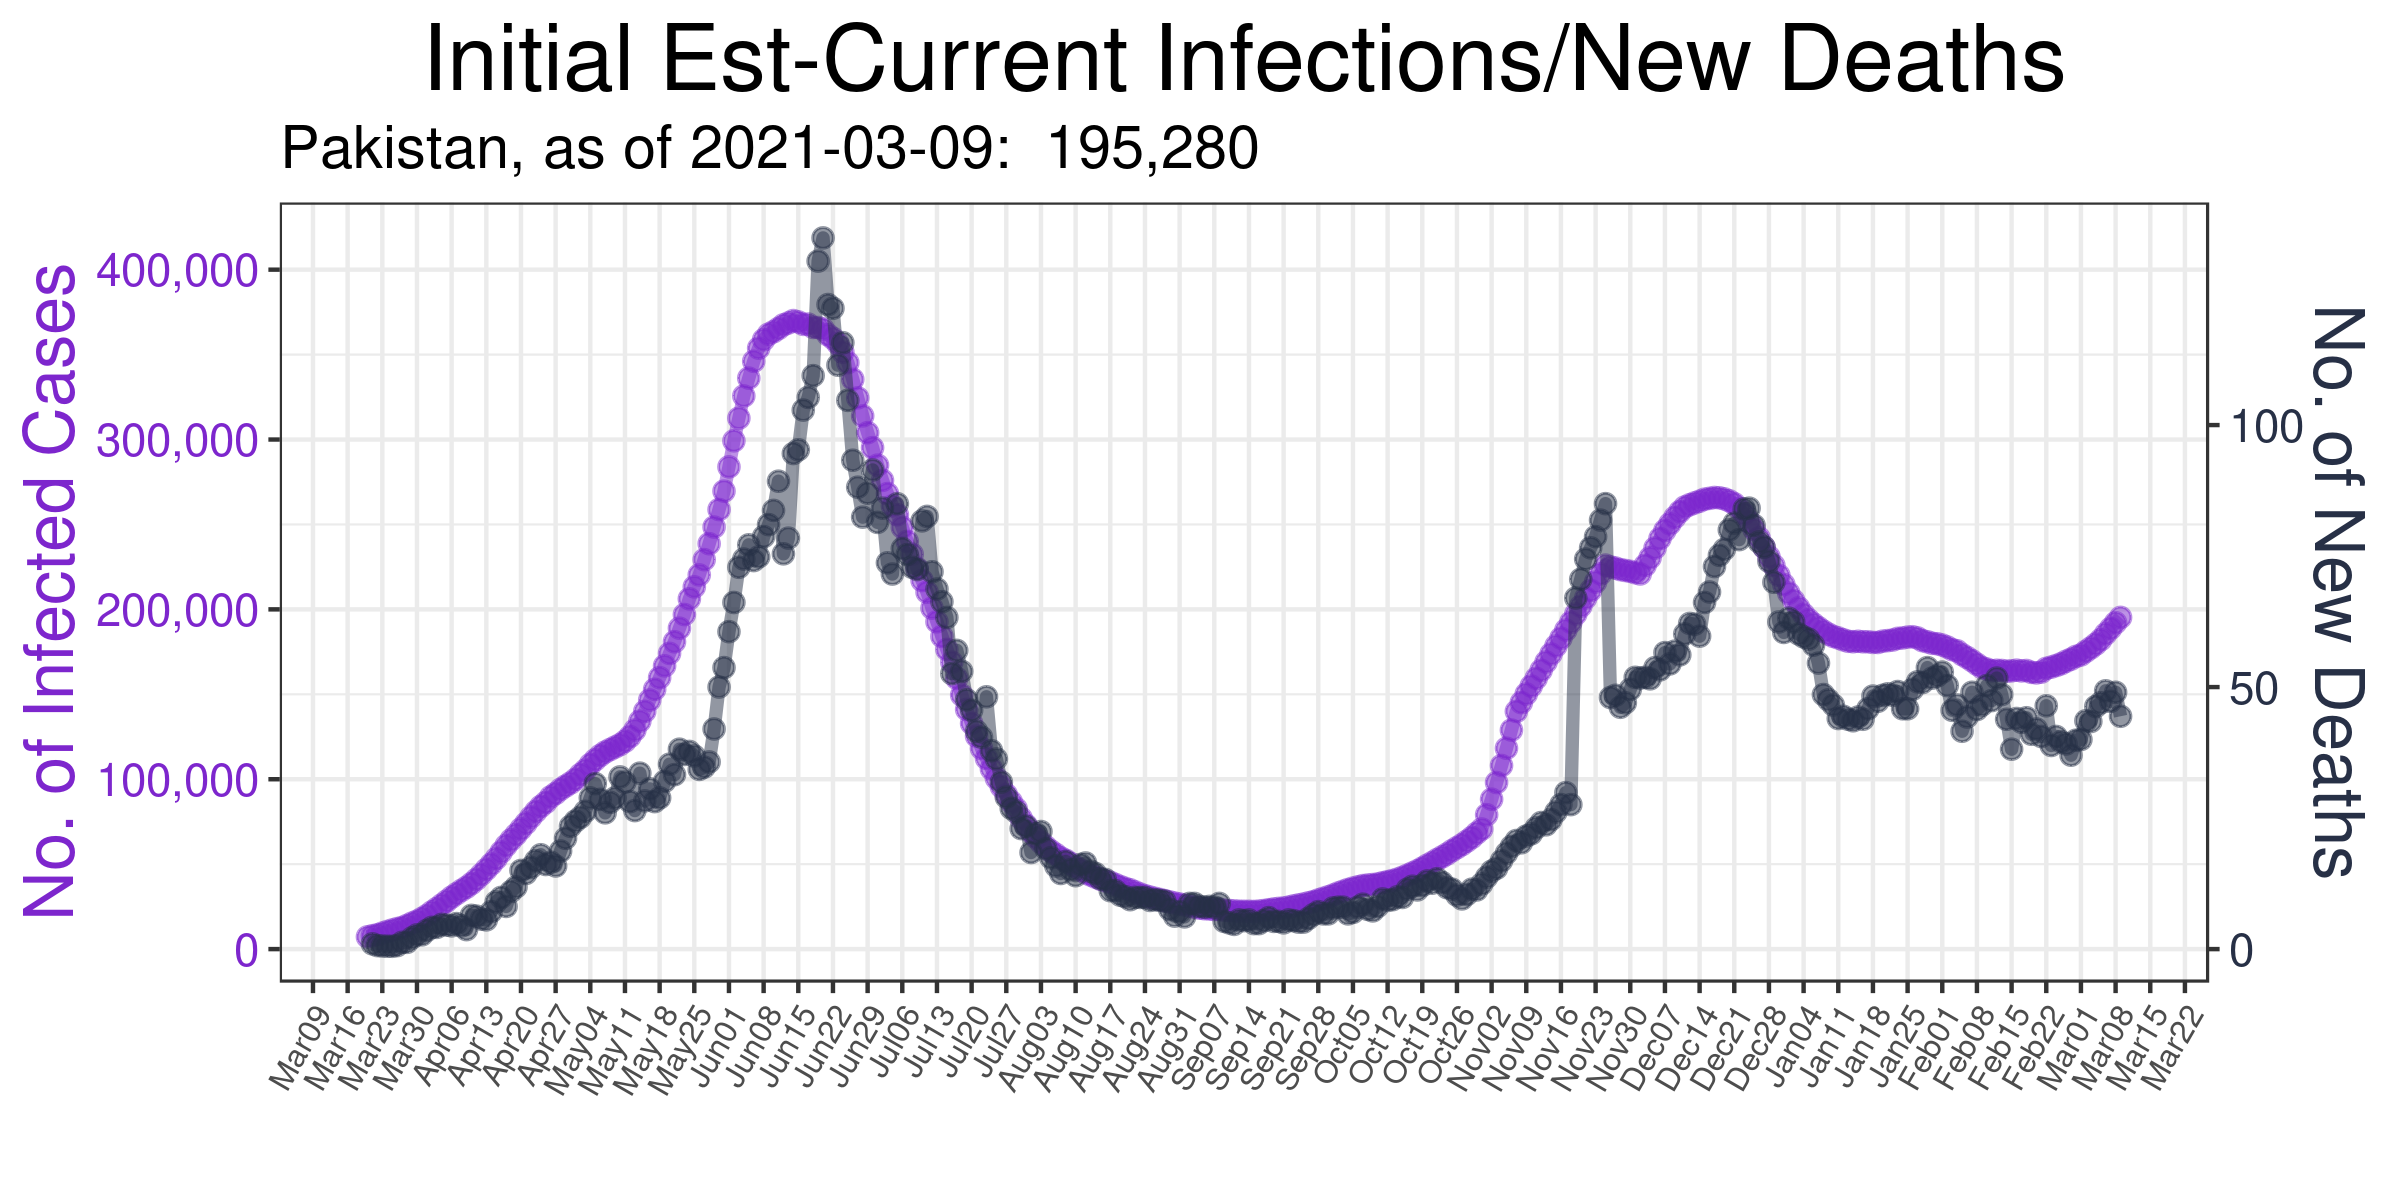 Initial Est-Current Infections/New Deaths
Pakistan, as of 2021-03-09:  195,280
No. of Infected Cases
400,000
300,000
200,000
100,000
0
No. of New Deaths
100
50
0
Mar09
Mar16
Mar23
Mar30
Apr06
Apr13
Apr20
Apr27
May04
May11
May18
May25
Jun01
Jun08
Jun15
Jun22
Jun29
Jul06
Jul13
Jul20
Jul27
Aug03
Aug10
Aug17
Aug24
Aug31
Sep07
Sep14
Sep21
Sep28
Oct05
Oct12
Oct19
Oct26
Nov02
Nov09
Nov16
Nov23
Nov30
Dec07
Dec14
Dec21
Dec28
Dec04
Jan11
Jan18
Jan25
Jan25
Feb01
Feb08
Feb15
Feb22
Mar01
Mar08
Mar15
Mar22